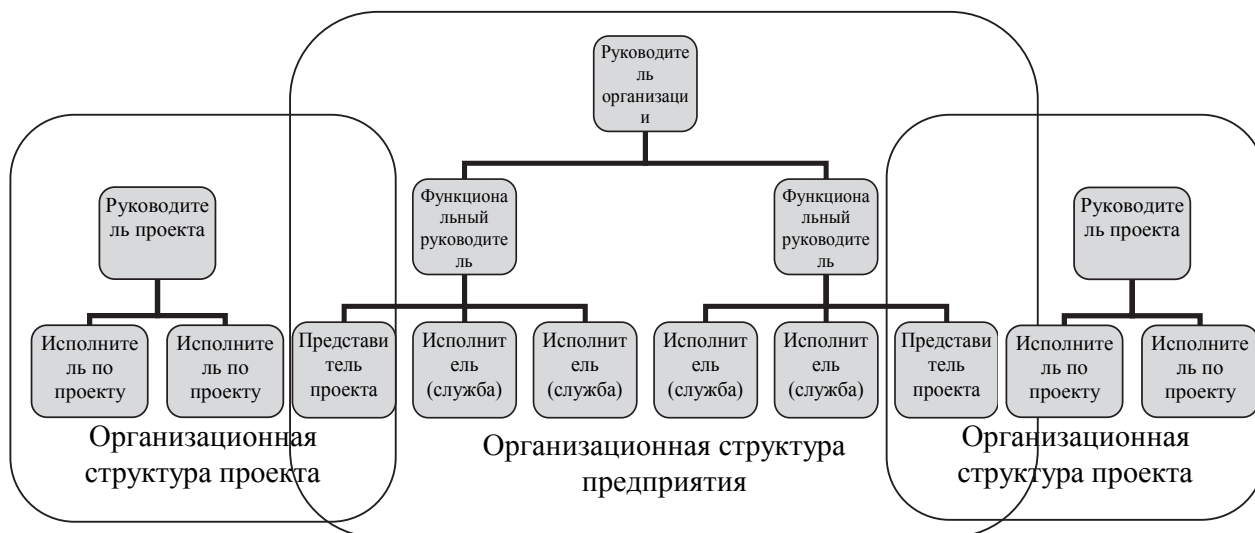 Руководите
ль
организаци
и
Руководите
ль проекта
Функциона
льный
руководите
ль
Функциона
льный
руководите
ль
Руководите
ль проекта
Исполните
ль по
проекту
Исполните
ль по
проекту
Представи
тель
проекта
Исполнит
ель
(служба)
Исполнит
ель
(служба)
Исполнит
ель
(служба)
Исполнит
ель
(служба)
Представи
тель
проекта
Исполните
ль по
проекту
Исполните
ль по
проекту
Организационная
структура проекта
Организационная структура
предприятия
Организационная
структура проекта